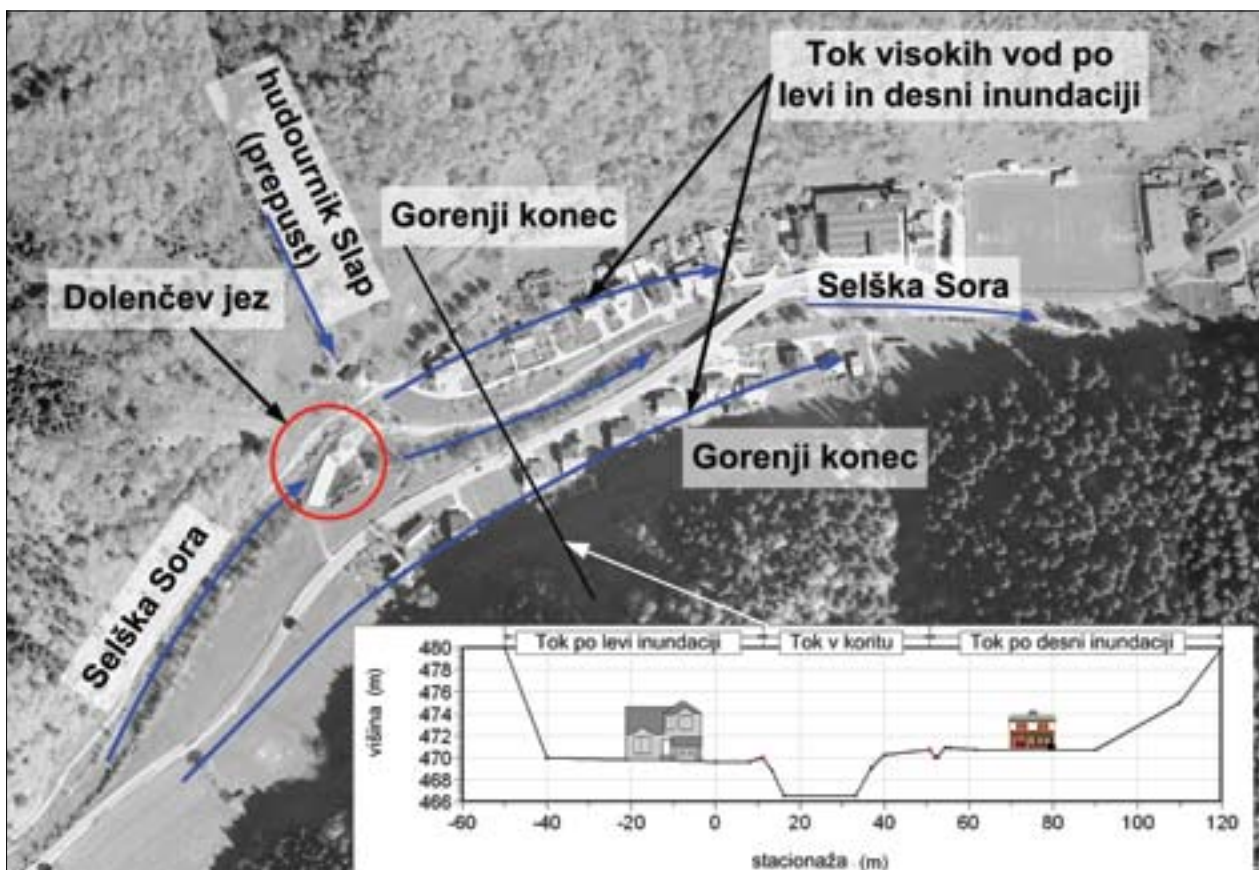 Tok visokih vod po
levi in desni inundaciji
hudournik Slap
(prepust)
Gorenji konec
Dolenčev jez
Selška Sora
Gorenji konec
Selška Sora
Tok po levi inundaciji
Tok v koritu
Tok po desni inundaciji
480
478
476
474
472
470
468
466
višina (m)
-60
-40
-20
0
20
40
60
80
100
120
stacionaža (m)